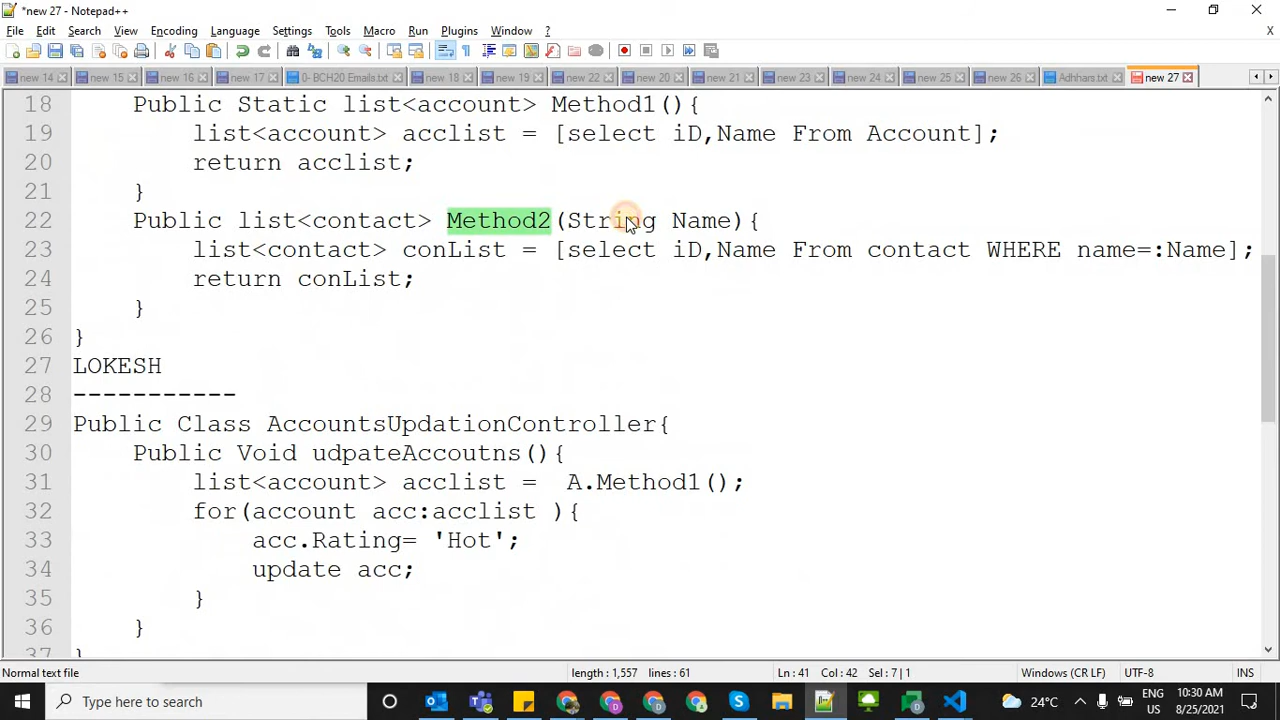 *new 27 - Notepad++
File Edit Search View Encoding Language Settings Tools Macro Run Plugins Window ? X
new 14 new 15 new 16 new 17 0- BCH20 Emails.txt new 18 new 19 new 22 new 20 new 21 new 23 new 24 new 25 new 26 Adhhars.txt new 27
18 Public Static list<account> Method1(){
19 list<account> acclist = [select iD,Name From Account];
20 return acclist;
21 }
22 Public list<contact> Method2(String Name){
23 list<contact> conList = [select iD,Name From contact WHERE name=:Name];
24 return conList;
25 }
26 }
27 LOKESH
28 -----------
29 Public Class AccountsUpdationController{
30 Public Void udpateAccoutns(){
31 list<account> acclist =  A.Method1();
32 for(account acc:acclist ){
33 acc.Rating= 'Hot';
34 update acc;
35 }
36 }
37 }
Normal text file length : 1,557 lines : 61 Ln : 41 Col : 42 Sel : 7 | 1 Windows (CR LF) UTF-8 INS
Type here to search 24°C ENG US 10:30 AM 8/25/2021